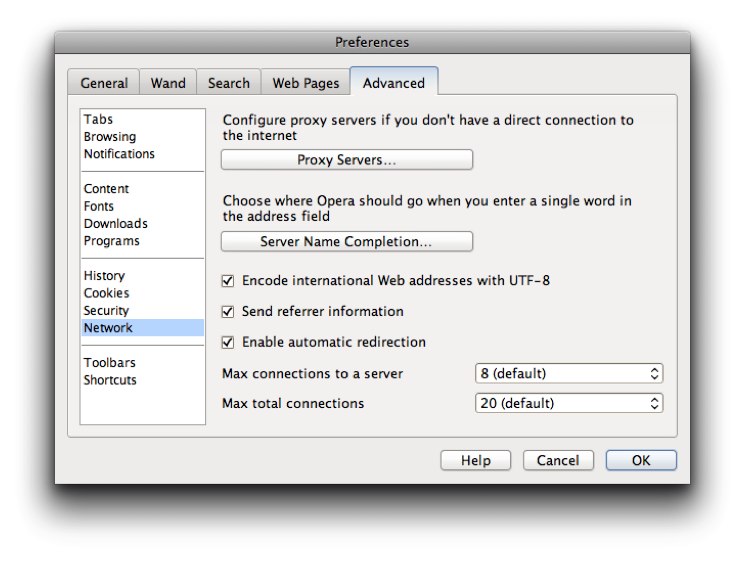 Preferences
General Wand Search Web Pages Advanced
Tabs
Browsing
Notifications
Content
Fonts
Downloads
Programs
History
Cookies
Security
Network
Toolbars
Shortcuts
Configure proxy servers if you don't have a direct connection to
the internet
Proxy Servers...
Choose where Opera should go when you enter a single word in
the address field
Server Name Completion...
Encode international Web addresses with UTF-8
Send referrer information
Enable automatic redirection
Max connections to a server 8 (default)
Max total connections 20 (default)
Help Cancel OK